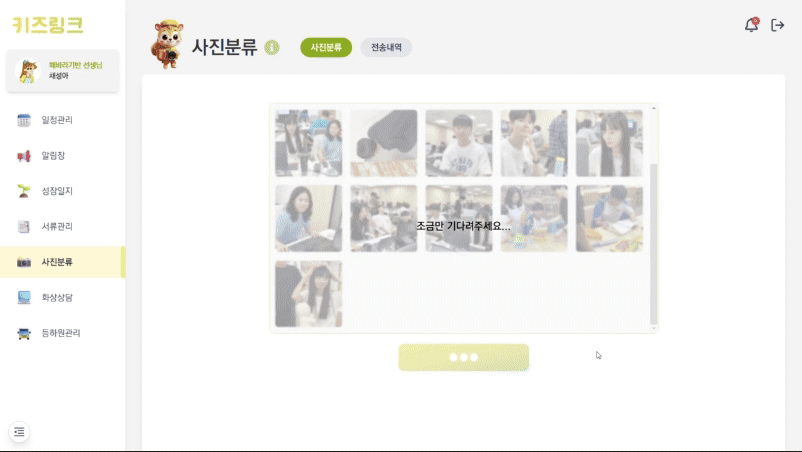 키즈링크
해바라기반 선생님
채성아
일정관리
알림장
성장일지
서류관리
사진분류
화상상담
등하원관리
사진분류
사진분류
전송내역
조금만 기다려주세요...